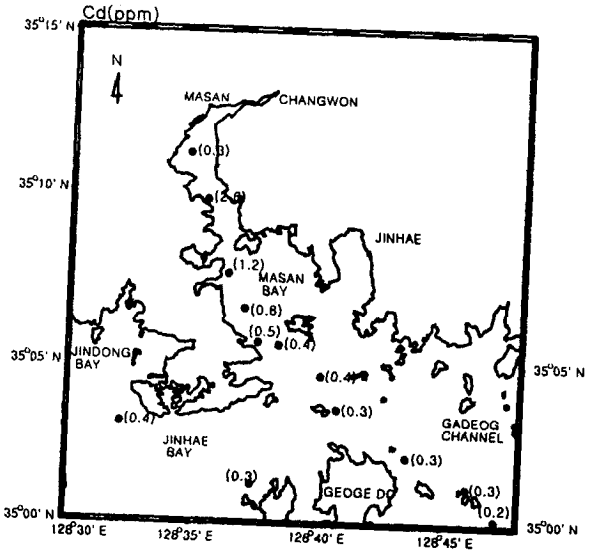 Cd(ppm)
35°15' N
N
MASAN
CHANGWON
(0.3)
35°10' N
JINHAE
(1.2)
MASAN
BAY
(0.8)
(0.5)
(0.4)
35°05' N
JINDONG
BAY
35°05' N
(0.4)
(0.3)
(0.4)
GADEOG
CHANNEL
JINHAE
BAY
(0.3)
(0.3)
GEOGE DO
(0.3)
(0.2)
35°00' N
35°00' N
128°30' E
128°35' E
128°40' E
128°45' E